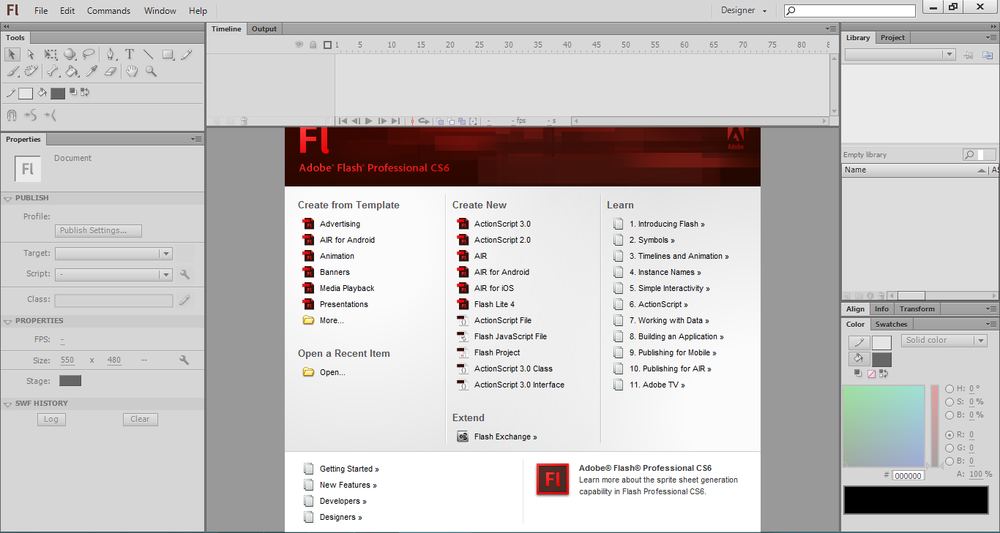 Fl File Edit Commands Window Help Designer
Tools
Timeline Output
Library Project
1 5 10 15 20 25 30 35 40 45 50 55 60 65 70 75 80
- - fps - s
Properties
Fl Document
PUBLISH
Profile:
Publish Settings...
Target:
Script: -
Class:
PROPERTIES
FPS: -
Size: 550 x 480 --
Stage:
SWF HISTORY
Log Clear
Fl
Adobe
Adobe® Flash® Professional CS6
Create from Template
Advertising
AIR for Android
Animation
Banners
Media Playback
Presentations
More...
Open a Recent Item
Open...
Create New
ActionScript 3.0
ActionScript 2.0
AIR
AIR for Android
AIR for iOS
Flash Lite 4
ActionScript File
Flash JavaScript File
Flash Project
ActionScript 3.0 Class
ActionScript 3.0 Interface
Extend
Flash Exchange »
Learn
1. Introducing Flash »
2. Symbols »
3. Timelines and Animation »
4. Instance Names »
5. Simple Interactivity »
6. ActionScript »
7. Working with Data »
8. Building an Application »
9. Publishing for Mobile »
10. Publishing for AIR »
11. Adobe TV »
Getting Started »
New Features »
Developers »
Designers »
Fl
Adobe® Flash® Professional CS6
Learn more about the sprite sheet generation
capability in Flash Professional CS6.
Empty library
Name AS
Align Info Transform
Color Swatches
Solid color
H: 0 °
S: 0 %
B: 0 %
R: 0
G: 0
B: 0
# 000000 A: 100 %